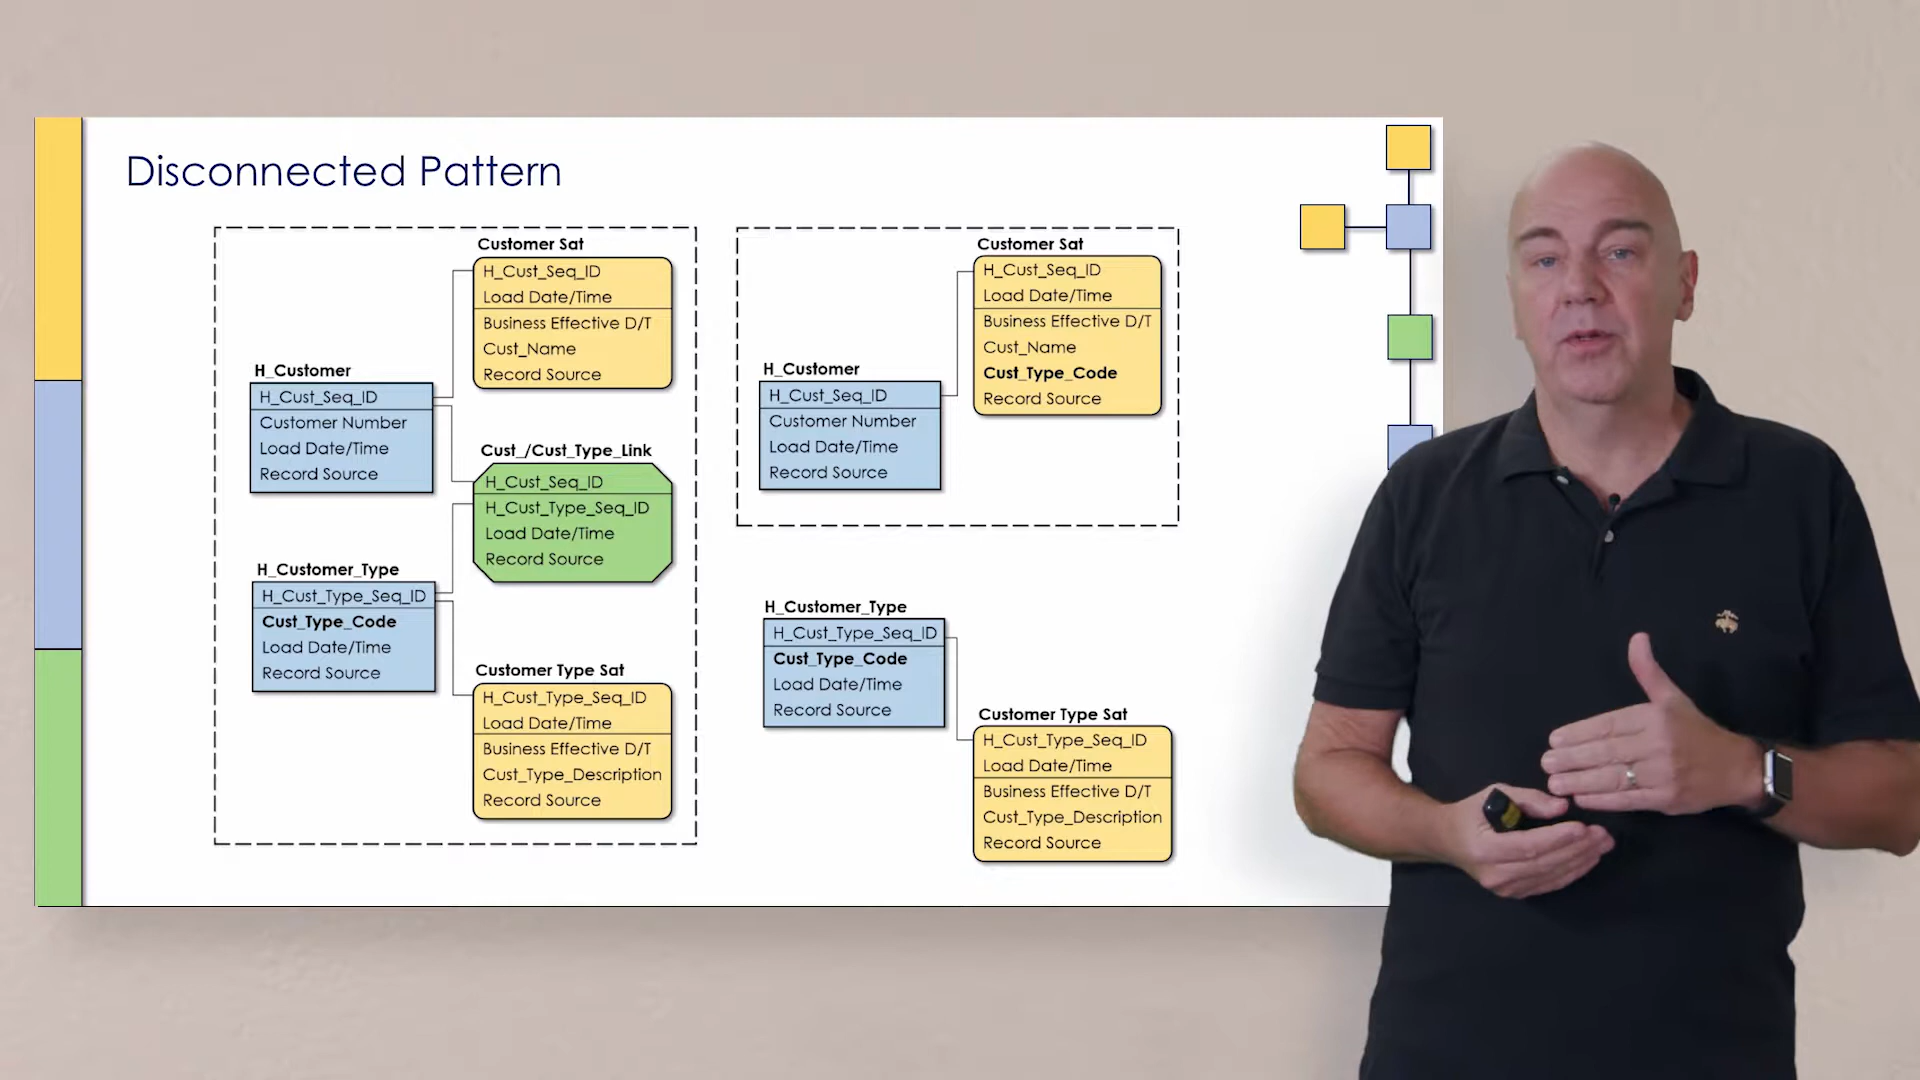 Disconnected Pattern
Customer Sat
H_Cust_Seq_ID
Load Date/Time
Business Effective D/T
Cust_Name
Record Source
H_Customer
H_Cust_Seq_ID
Customer Number
Load Date/Time
Record Source
Cust_/Cust_Type_Link
H_Cust_Seq_ID
H_Cust_Type_Seq_ID
Load Date/Time
Record Source
H_Customer_Type
H_Cust_Type_Seq_ID
Cust_Type_Code
Load Date/Time
Record Source
Customer Type Sat
H_Cust_Type_Seq_ID
Load Date/Time
Business Effective D/T
Cust_Type_Description
Record Source
Customer Sat
H_Cust_Seq_ID
Load Date/Time
Business Effective D/T
Cust_Name
Cust_Type_Code
Record Source
H_Customer
H_Cust_Seq_ID
Customer Number
Load Date/Time
Record Source
H_Customer_Type
H_Cust_Type_Seq_ID
Cust_Type_Code
Load Date/Time
Record Source
Customer Type Sat
H_Cust_Type_Seq_ID
Load Date/Time
Business Effective D/T
Cust_Type_Description
Record Source